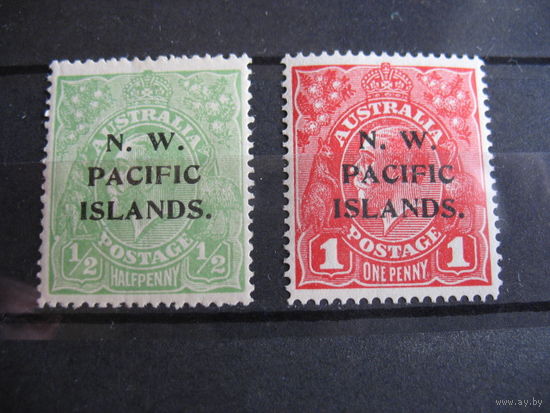 AUSTRALIA
N. W.
PACIFIC
ISLANDS.
POSTAGE
1/2 1/2
HALFPENNY
AUSTRALIA
N. W.
PACIFIC
ISLANDS.
POSTAGE
1 1
ONE PENNY
www.ay.by